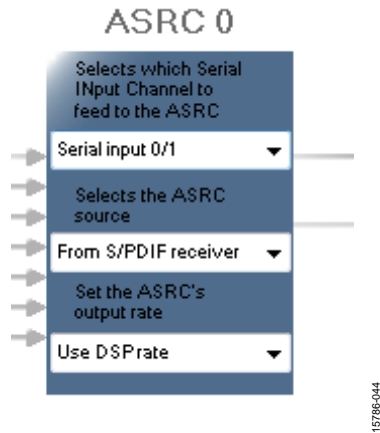 ASRC 0
Selects which Serial
INput Channel to
feed to the ASRC
Serial input 0/1
Selects the ASRC
source
From S/PDIF receiver
Set the ASRC's
output rate
Use DSPrate
15786-044